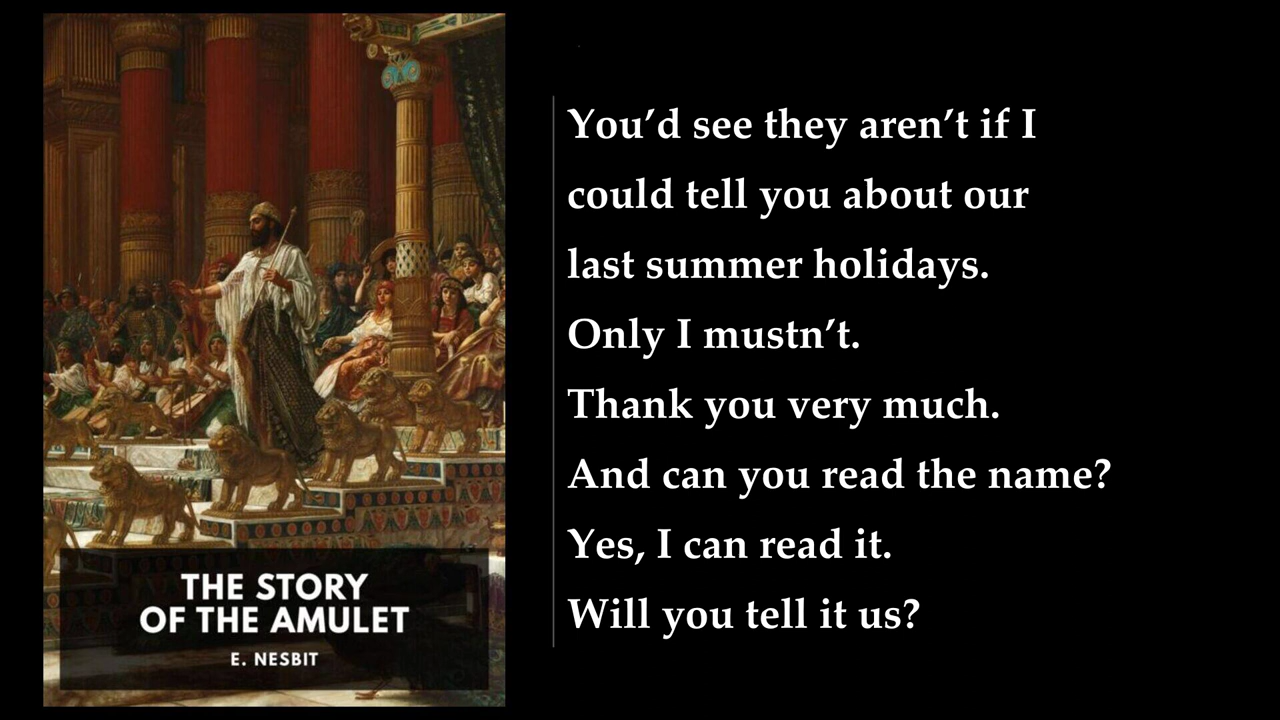 THE STORY
OF THE AMULET
E. NESBIT
You’d see they aren’t if I
could tell you about our
last summer holidays.
Only I mustn’t.
Thank you very much.
And can you read the name?
Yes, I can read it.
Will you tell it us?